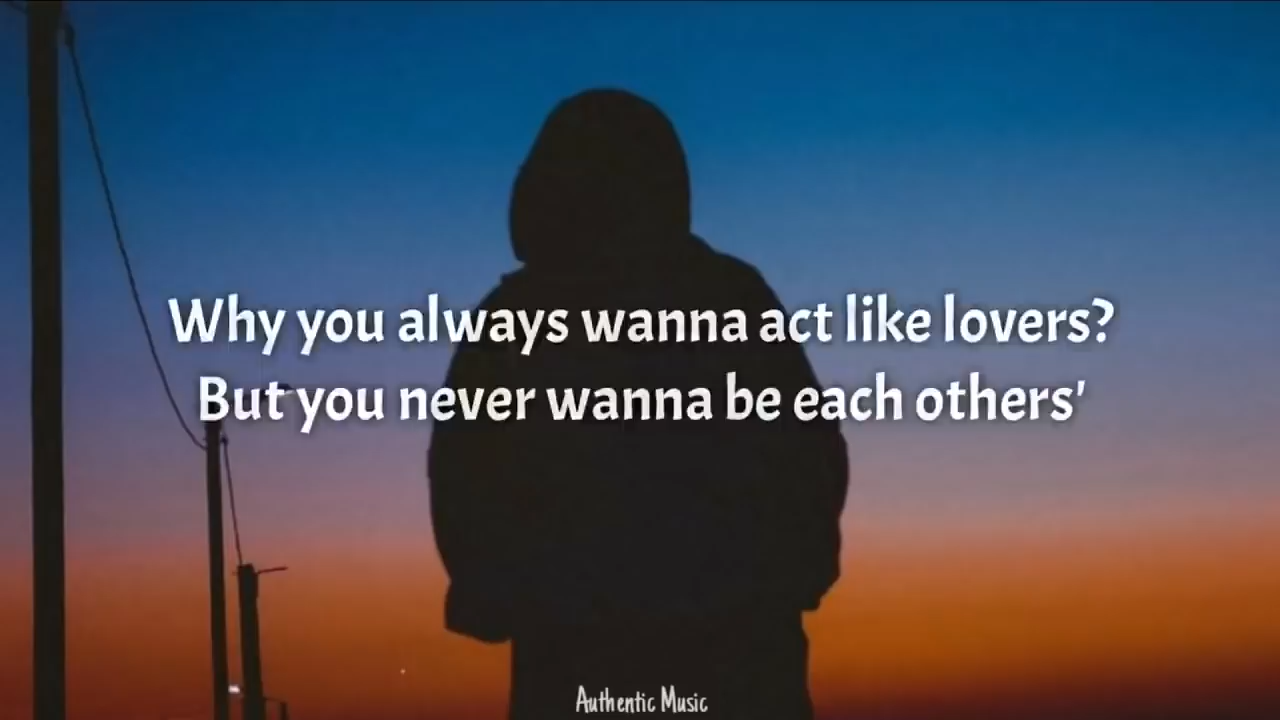 Why you always wanna act like lovers?
But you never wanna be each others'
Authentic Music